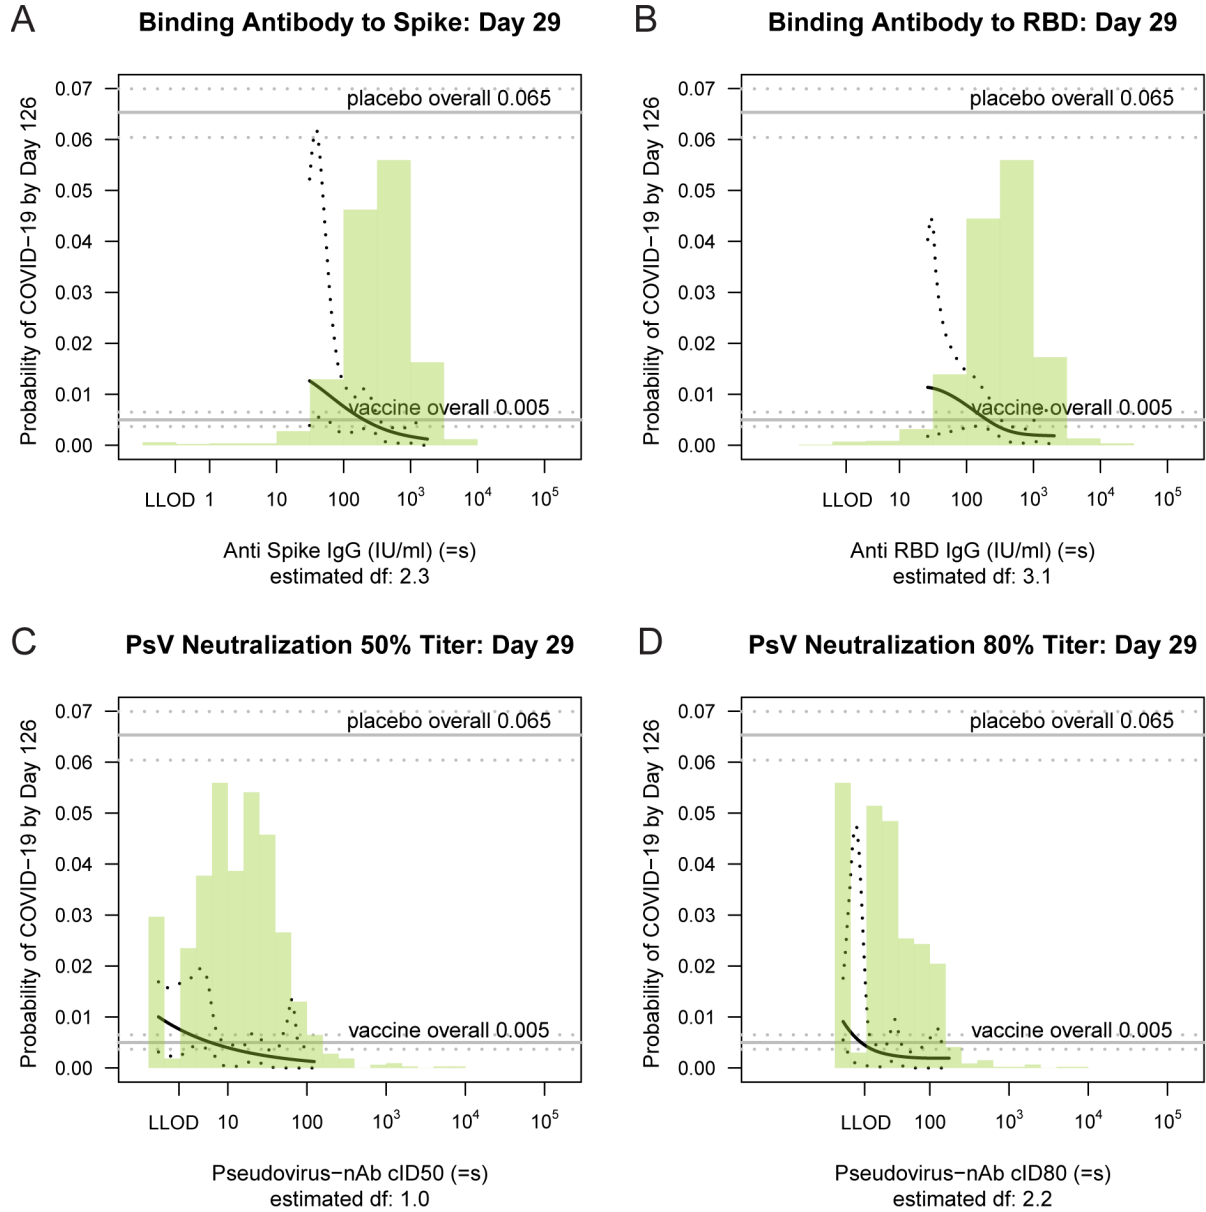 A
Binding Antibody to Spike: Day 29
Probability of COVID−19 by Day 126
0.07
0.06
0.05
0.04
0.03
0.02
0.01
0.00
placebo overall 0.065
vaccine overall 0.005
LLOD 1 10 100 10³ 10⁴ 10⁵
Anti Spike IgG (IU/ml) (=s)
estimated df: 2.3
B
Binding Antibody to RBD: Day 29
Probability of COVID−19 by Day 126
0.07
0.06
0.05
0.04
0.03
0.02
0.01
0.00
placebo overall 0.065
vaccine overall 0.005
LLOD 10 100 10³ 10⁴ 10⁵
Anti RBD IgG (IU/ml) (=s)
estimated df: 3.1
C
PsV Neutralization 50% Titer: Day 29
Probability of COVID−19 by Day 126
0.07
0.06
0.05
0.04
0.03
0.02
0.01
0.00
placebo overall 0.065
vaccine overall 0.005
LLOD 10 100 10³ 10⁴ 10⁵
Pseudovirus−nAb cID50 (=s)
estimated df: 1.0
D
PsV Neutralization 80% Titer: Day 29
Probability of COVID−19 by Day 126
0.07
0.06
0.05
0.04
0.03
0.02
0.01
0.00
placebo overall 0.065
vaccine overall 0.005
LLOD 100 10³ 10⁴ 10⁵
Pseudovirus−nAb cID80 (=s)
estimated df: 2.2